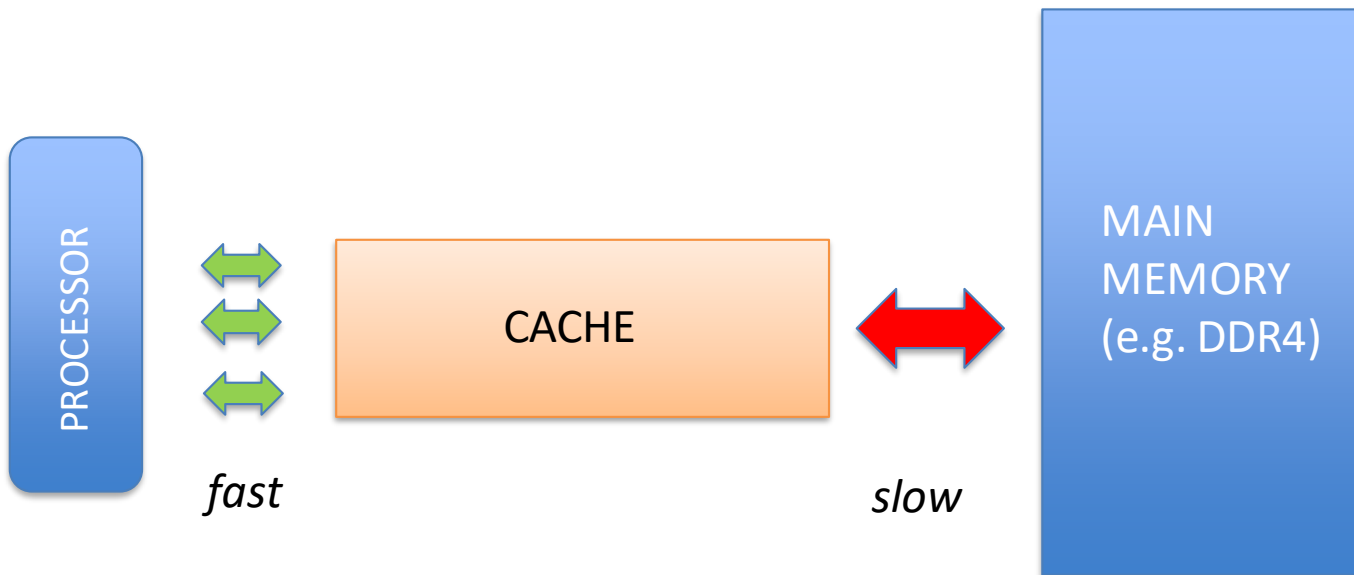 PROCESSOR
fast
CACHE
slow
MAIN
MEMORY
(e.g. DDR4)